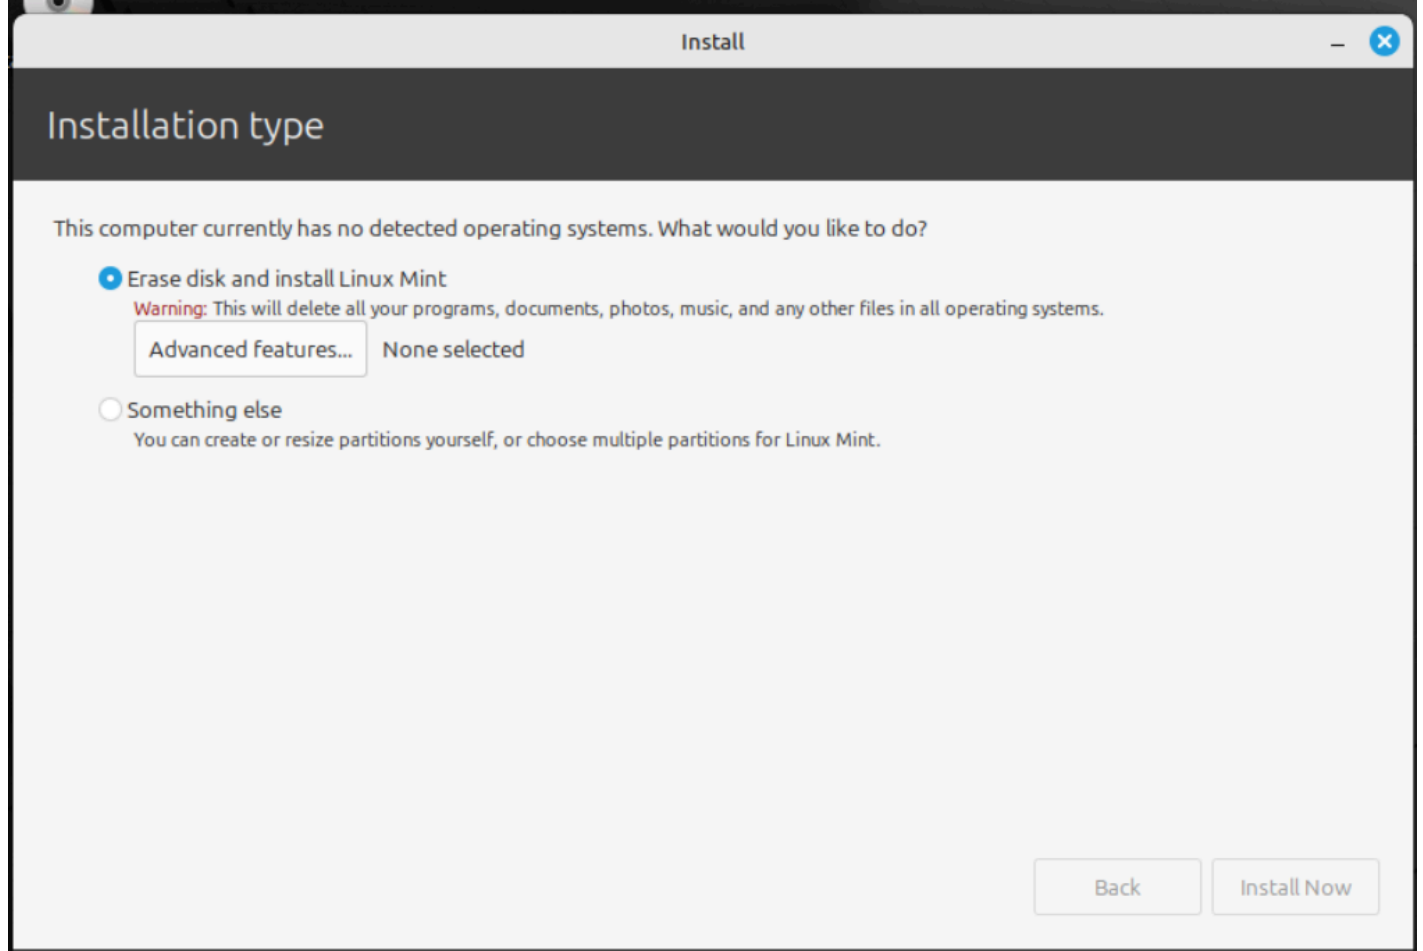 Install
Installation type
This computer currently has no detected operating systems. What would you like to do?
Erase disk and install Linux Mint
Warning: This will delete all your programs, documents, photos, music, and any other files in all operating systems.
Advanced features... None selected
Something else
You can create or resize partitions yourself, or choose multiple partitions for Linux Mint.
Back Install Now